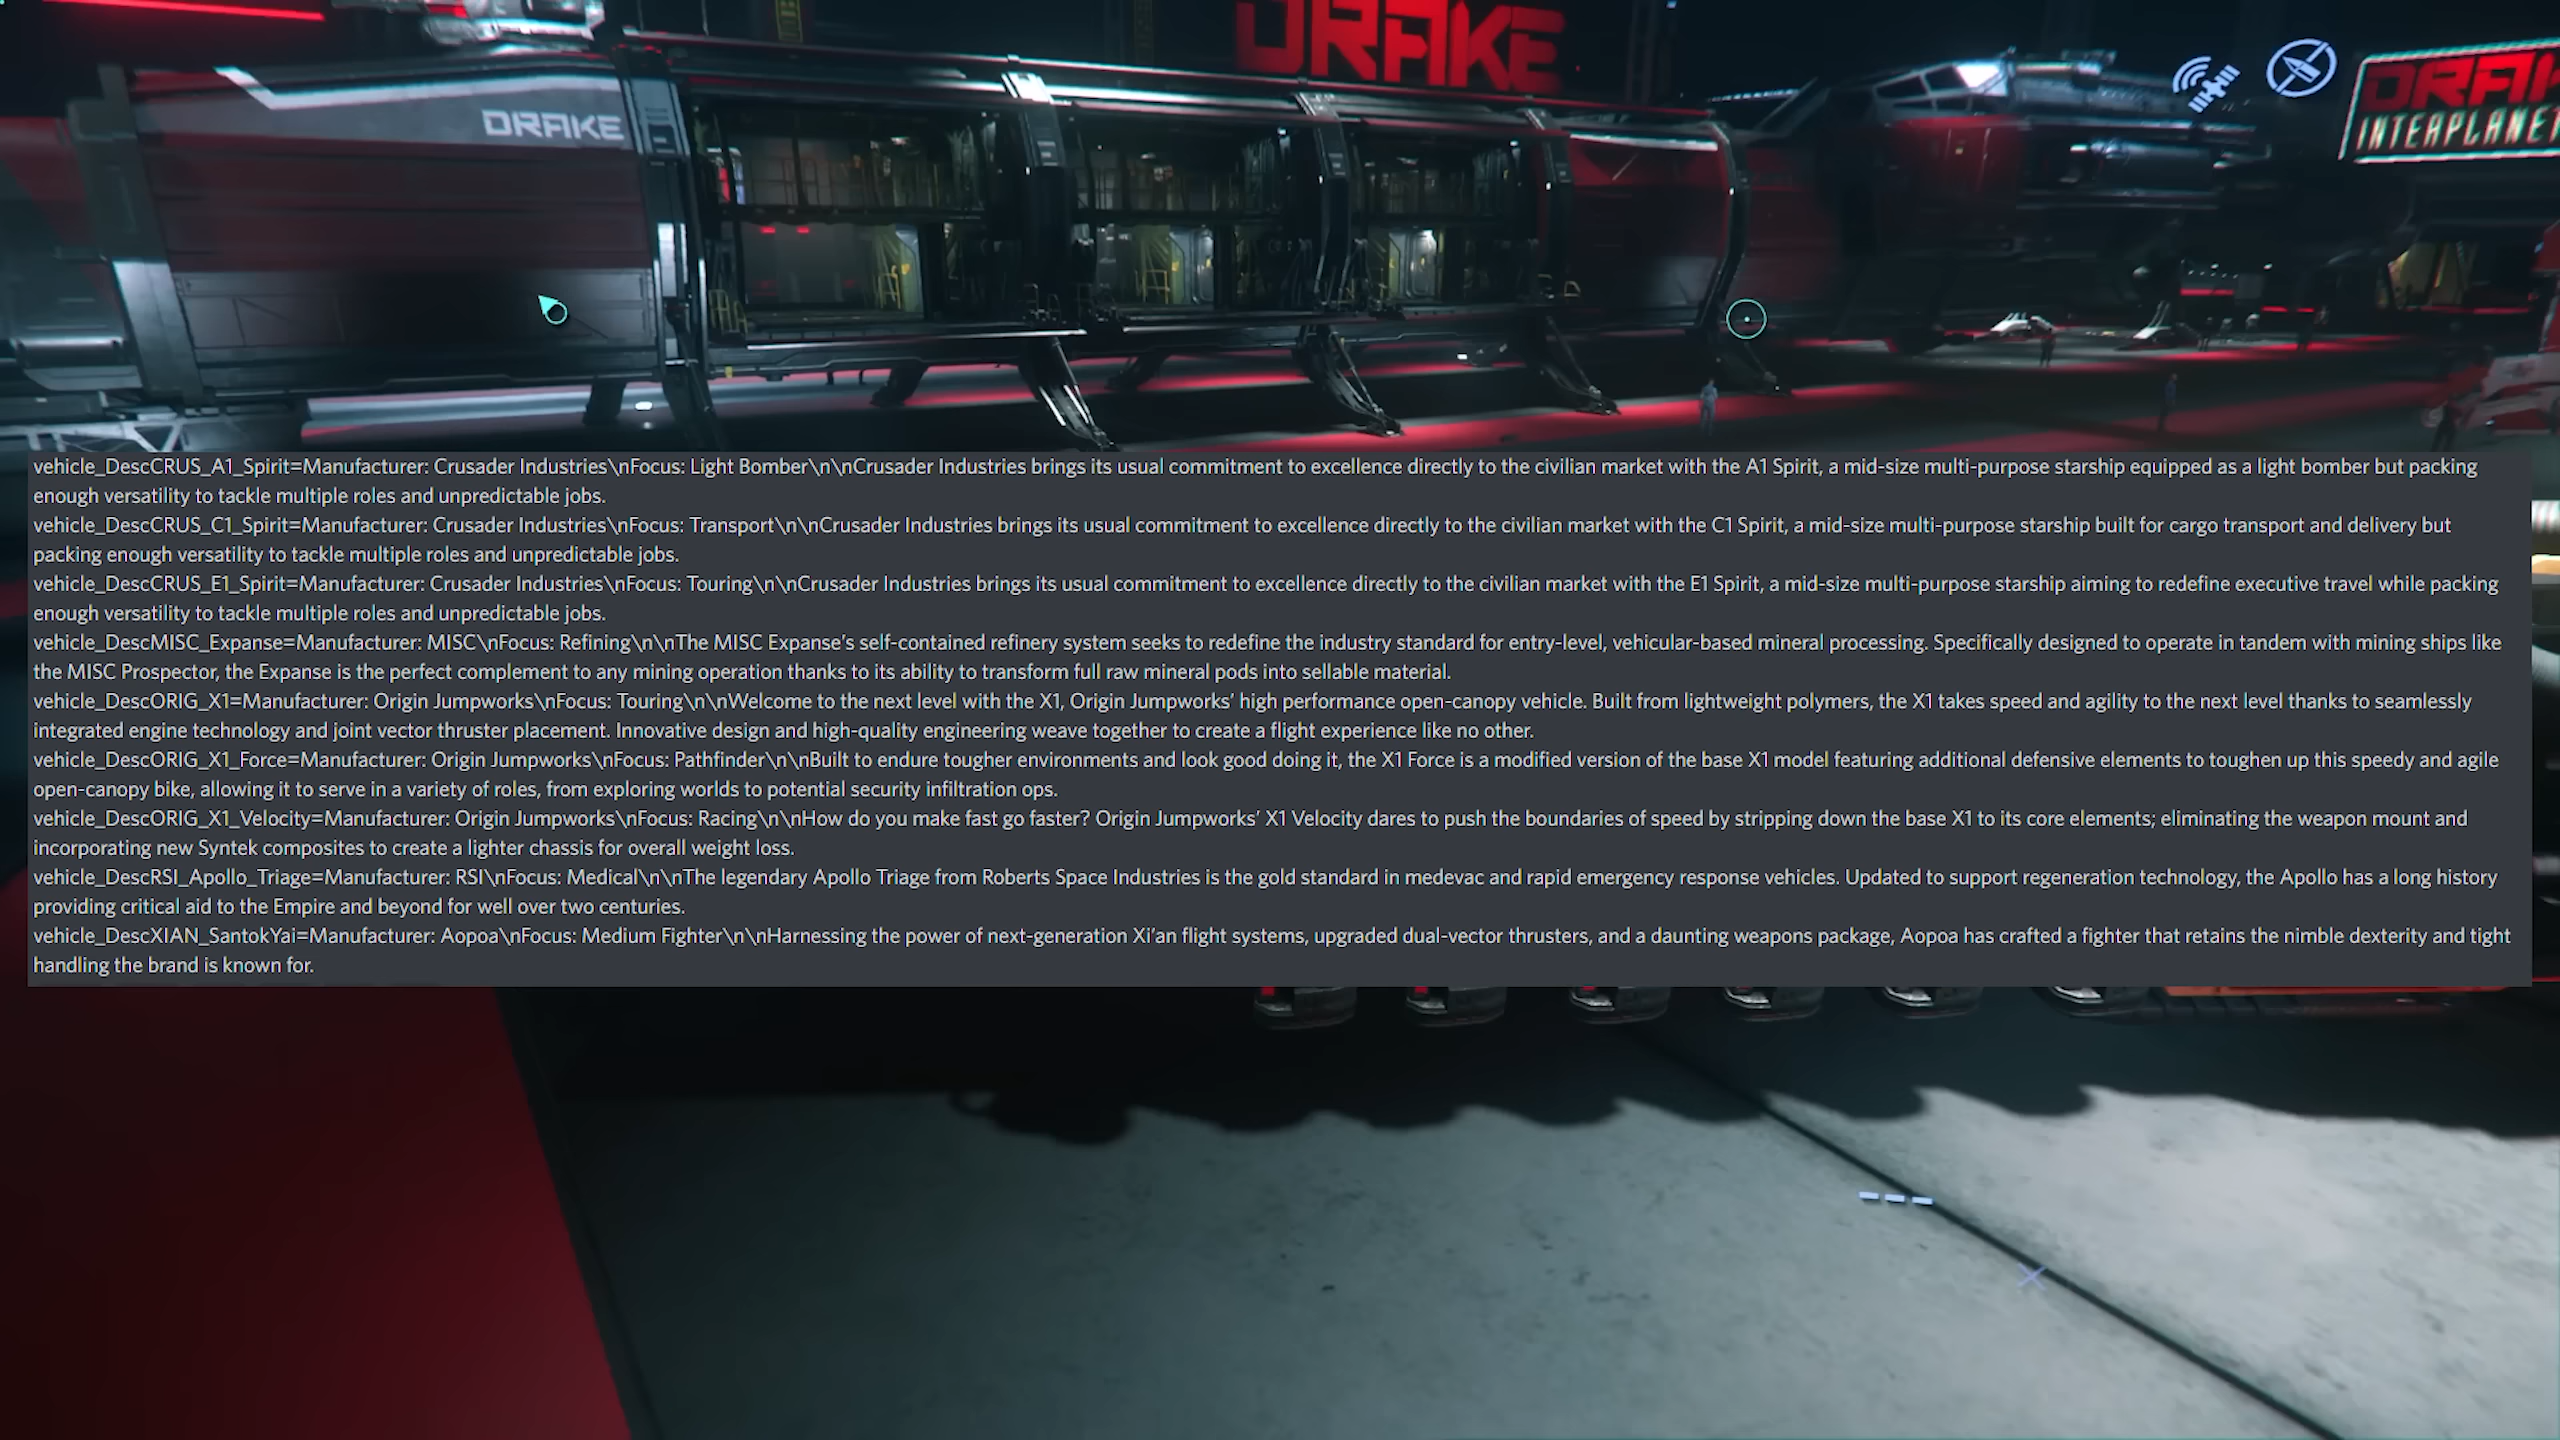 DRAKE
DRAKE
DRAK
INTERPLANET
vehicle_DescCRUS_A1_Spirit=Manufacturer: Crusader Industries\nFocus: Light Bomber\n\nCrusader Industries brings its usual commitment to excellence directly to the civilian market with the A1 Spirit, a mid-size multi-purpose starship equipped as a light bomber but packing
enough versatility to tackle multiple roles and unpredictable jobs.
vehicle_DescCRUS_C1_Spirit=Manufacturer: Crusader Industries\nFocus: Transport\n\nCrusader Industries brings its usual commitment to excellence directly to the civilian market with the C1 Spirit, a mid-size multi-purpose starship built for cargo transport and delivery but
packing enough versatility to tackle multiple roles and unpredictable jobs.
vehicle_DescCRUS_E1_Spirit=Manufacturer: Crusader Industries\nFocus: Touring\n\nCrusader Industries brings its usual commitment to excellence directly to the civilian market with the E1 Spirit, a mid-size multi-purpose starship aiming to redefine executive travel while packing
enough versatility to tackle multiple roles and unpredictable jobs.
vehicle_DescMISC_Expanse=Manufacturer: MISC\nFocus: Refining\n\nThe MISC Expanse's self-contained refinery system seeks to redefine the industry standard for entry-level, vehicular-based mineral processing. Specifically designed to operate in tandem with mining ships like
the MISC Prospector, the Expanse is the perfect complement to any mining operation thanks to its ability to transform full raw mineral pods into sellable material.
vehicle_DescORIG_X1=Manufacturer: Origin Jumpworks\nFocus: Touring\n\nWelcome to the next level with the X1, Origin Jumpworks’ high performance open-canopy vehicle. Built from lightweight polymers, the X1 takes speed and agility to the next level thanks to seamlessly
integrated engine technology and joint vector thruster placement. Innovative design and high-quality engineering weave together to create a flight experience like no other.
vehicle_DescORIG_X1_Force=Manufacturer: Origin Jumpworks\nFocus: Pathfinder\n\nBuilt to endure tougher environments and look good doing it, the X1 Force is a modified version of the base X1 model featuring additional defensive elements to toughen up this speedy and agile
open-canopy bike, allowing it to serve in a variety of roles, from exploring worlds to potential security infiltration ops.
vehicle_DescORIG_X1_Velocity=Manufacturer: Origin Jumpworks\nFocus: Racing\n\nHow do you make fast go faster? Origin Jumpworks’ X1 Velocity dares to push the boundaries of speed by stripping down the base X1 to its core elements; eliminating the weapon mount and
incorporating new Syntek composites to create a lighter chassis for overall weight loss.
vehicle_DescRSI_Apollo_Triage=Manufacturer: RSI\nFocus: Medical\n\nThe legendary Apollo Triage from Roberts Space Industries is the gold standard in medevac and rapid emergency response vehicles. Updated to support regeneration technology, the Apollo has a long history
providing critical aid to the Empire and beyond for well over two centuries.
vehicle_DescXIAN_SantokYai=Manufacturer: Aopoa\nFocus: Medium Fighter\n\nHarnessing the power of next-generation Xi’an flight systems, upgraded dual-vector thrusters, and a daunting weapons package, Aopoa has crafted a fighter that retains the nimble dexterity and tight
handling the brand is known for.